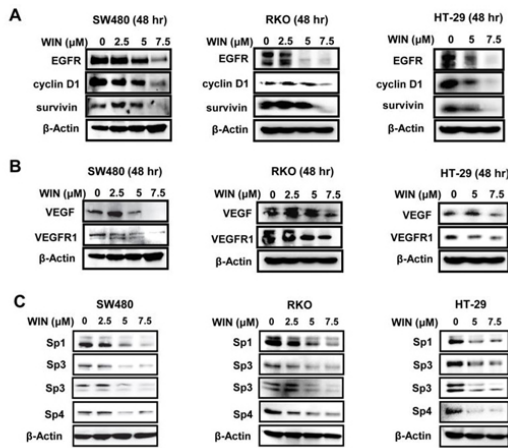 A
SW480 (48 hr) RKO (48 hr) HT-29 (48 hr)
WIN (μM) 0 2.5 5 7.5 WIN (μM) 0 2.5 5 7.5 WIN (μM) 0 5 7.5
EGFR EGFR EGFR
cyclin D1 cyclin D1 cyclin D1
survivin survivin survivin
β-Actin β-Actin β-Actin
B
SW480 (48 hr) RKO (48 hr) HT-29 (48 hr)
WIN (μM) 0 2.5 5 7.5 WIN (μM) 0 2.5 5 7.5 WIN (μM) 0 5 7.5
VEGF VEGF VEGF
VEGFR1 VEGFR1 VEGFR1
β-Actin β-Actin β-Actin
C
SW480 RKO HT-29
WIN (μM) 0 2.5 5 7.5 WIN (μM) 0 2.5 5 7.5 WIN (μM) 0 5 7.5
Sp1 Sp1 Sp1
Sp3 Sp3 Sp3
Sp3 Sp3 Sp3
Sp4 Sp4 Sp4
β-Actin β-Actin β-Actin